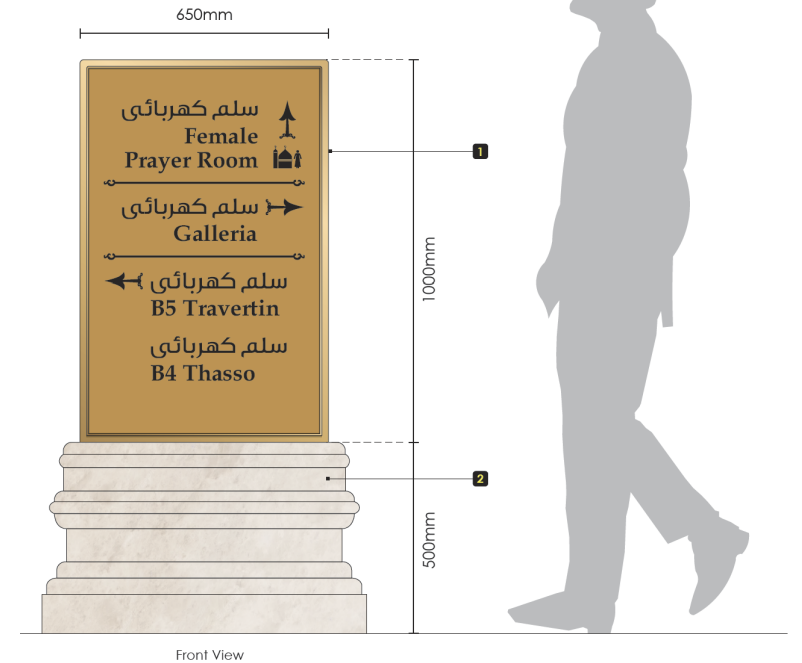 650mm
سلم كهربائى
Female
Prayer Room
1
سلم كهربائى
Galleria
1000mm
سلم كهربائى
B5 Travertin
سلم كهربائى
B4 Thasso
2
500mm
Front View